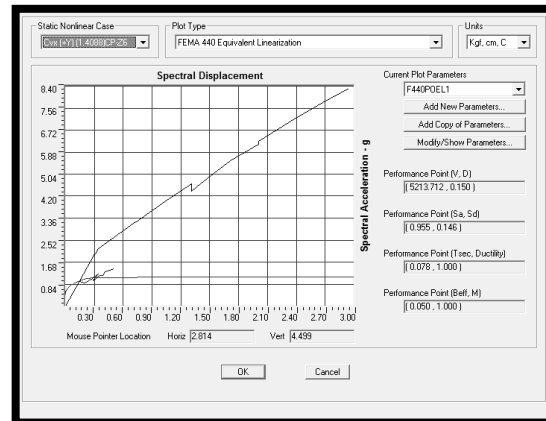 Static Nonlinear Case
Plot Type
Units
Cvx (+Y) (1.4088)CP'Z6
FEMA 440 Equivalent Linearization
Kgf, cm, C
Spectral Displacement
Current Plot Parameters
F440POEL1
Add New Parameters...
Add Copy of Parameters...
Modify/Show Parameters...
Performance Point (V, D)
( 5213.712 , 0.150 )
Performance Point (Sa, Sd)
( 0.955 , 0.146 )
Performance Point (Tsec, Ductility)
( 0.078 , 1.000 )
Performance Point (Beff, M)
( 0.050 , 1.000 )
8.40
7.56
6.72
5.88
5.04
4.20
3.36
2.52
1.68
0.84
Spectral Acceleration - g
0.30 0.60 0.90 1.20 1.50 1.80 2.10 2.40 2.70 3.00
Mouse Pointer Location Horiz 2.814 Vert 4.499
OK Cancel